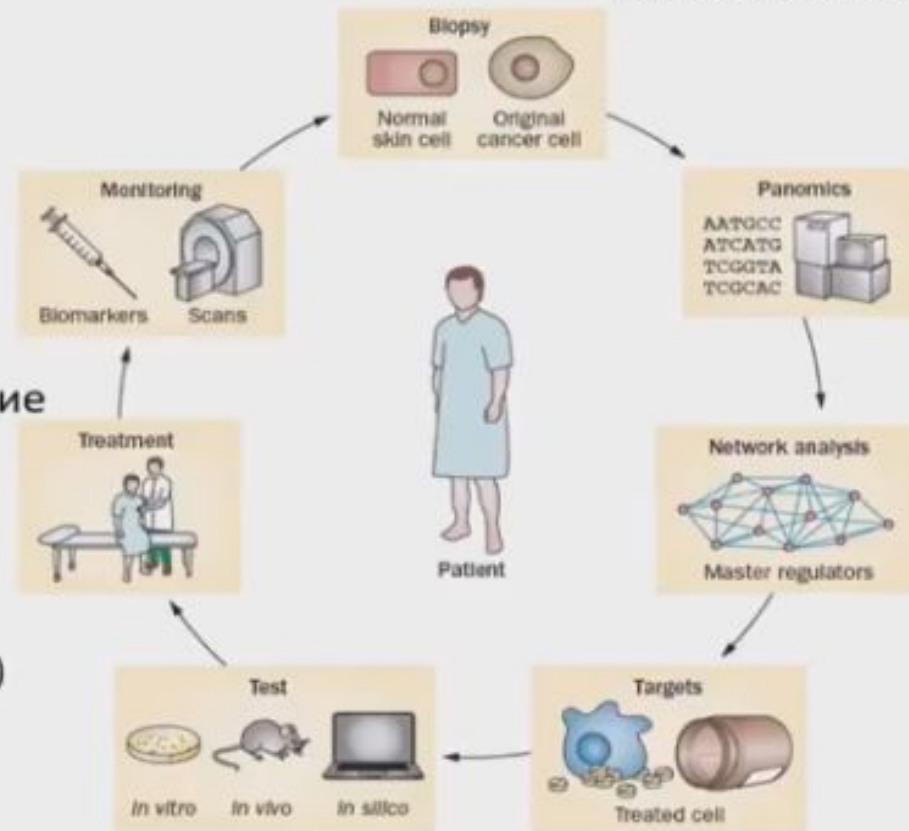 Biopsy
Normal
skin cell
Original
cancer cell
Monitoring
Biomarkers
Scans
Panomics
AATGCC
ATCATG
TCGGTA
TCGCAC
ие
Treatment
Patient
Network analysis
Master regulators
)
Test
In vitro
In vivo
In silico
Targets
Treated cell